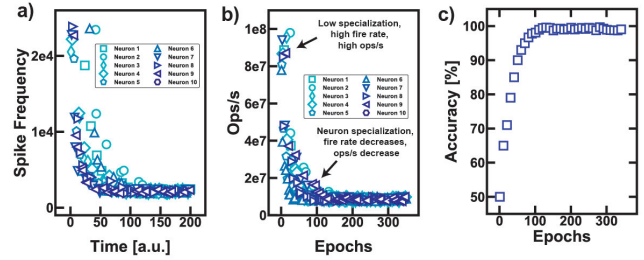 a)
Spike Frequency
2e4
1e4
0
Neuron 1
Neuron 2
Neuron 3
Neuron 4
Neuron 5
Neuron 6
Neuron 7
Neuron 8
Neuron 9
Neuron 10
0 50 100 150 200
Time [a.u.]
b)
Ops/s
1e8
8e7
6e7
4e7
2e7
0
Low specialization,
high fire rate,
high ops/s
Neuron 1
Neuron 2
Neuron 3
Neuron 4
Neuron 5
Neuron 6
Neuron 7
Neuron 8
Neuron 9
Neuron 10
Neuron specialization,
fire rate decreases,
ops/s decrease
0 100 200 300
Epochs
c)
Accuracy [%]
100
90
80
70
60
50
0 100 200 300
Epochs